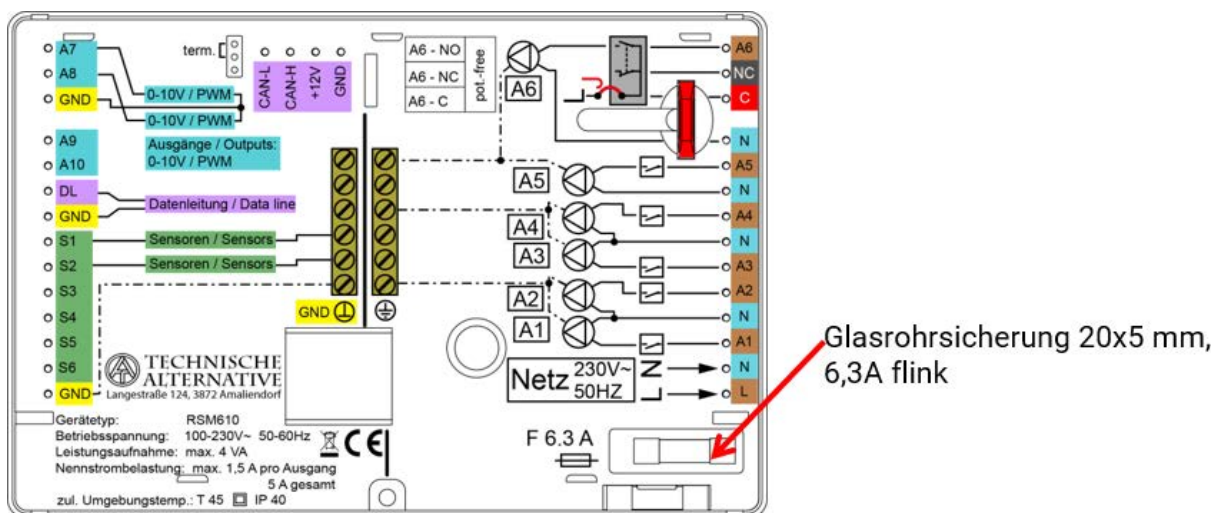 A7
A8
GND
A9
A10
DL
GND
S1
S2
S3
S4
S5
S6
GND
term.
CAN-L
CAN-H
+12V
GND
0-10V / PWM
0-10V / PWM
Ausgänge / Outputs:
0-10V / PWM
Datenleitung / Data line
Sensoren / Sensors
Sensoren / Sensors
GND
A6 - NO
A6 - NC
A6 - C
pot.-free
A6
A5
A4
A3
A2
A1
A6
NC
C
N
A5
N
A4
N
A3
A2
N
A1
N
L
Netz 230V~
50HZ
L N
TECHNISCHE
ALTERNATIVE
Langestraße 124, 3872 Amaliendorf
Gerätetyp: RSM610
Betriebsspannung: 100-230V~ 50-60Hz
Leistungsaufnahme: max. 4 VA
Nennstrombelastung: max. 1,5 A pro Ausgang
5 A gesamt
zul. Umgebungstemp.: T 45 IP 40
CE
F 6.3 A
Glasrohrsicherung 20x5 mm,
6,3A flink